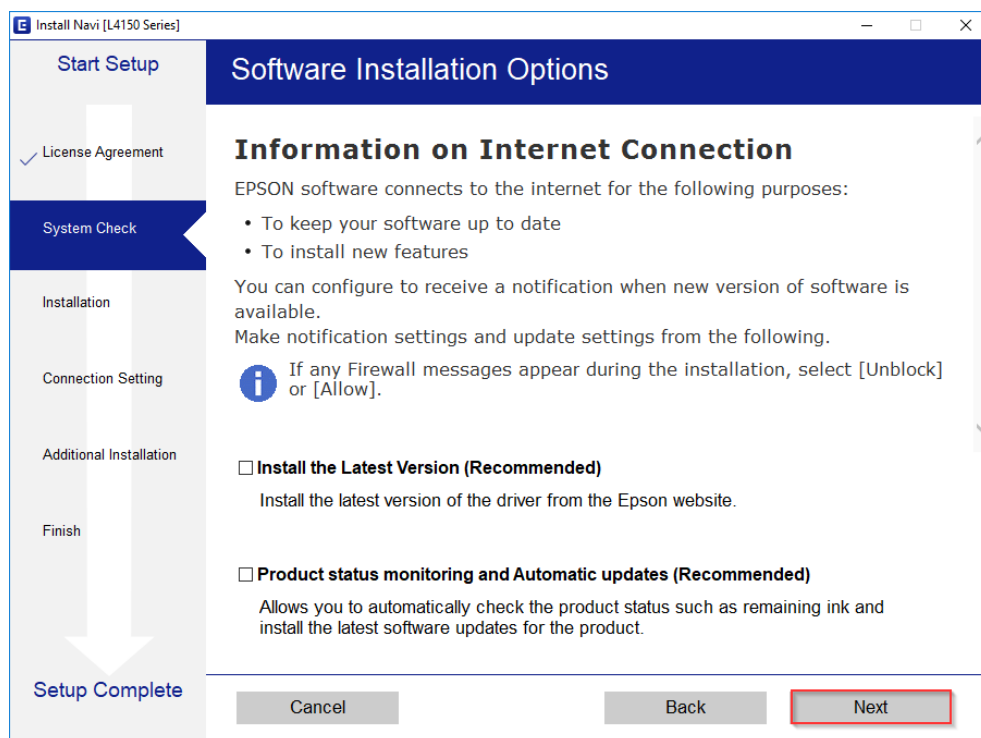 E Install Navi [L4150 Series]
Start Setup
License Agreement
System Check
Installation
Connection Setting
Additional Installation
Finish
Setup Complete
Software Installation Options
Information on Internet Connection
EPSON software connects to the internet for the following purposes:
• To keep your software up to date
• To install new features
You can configure to receive a notification when new version of software is
available.
Make notification settings and update settings from the following.
i If any Firewall messages appear during the installation, select [Unblock]
or [Allow].
Install the Latest Version (Recommended)
Install the latest version of the driver from the Epson website.
Product status monitoring and Automatic updates (Recommended)
Allows you to automatically check the product status such as remaining ink and
install the latest software updates for the product.
Cancel
Back
Next